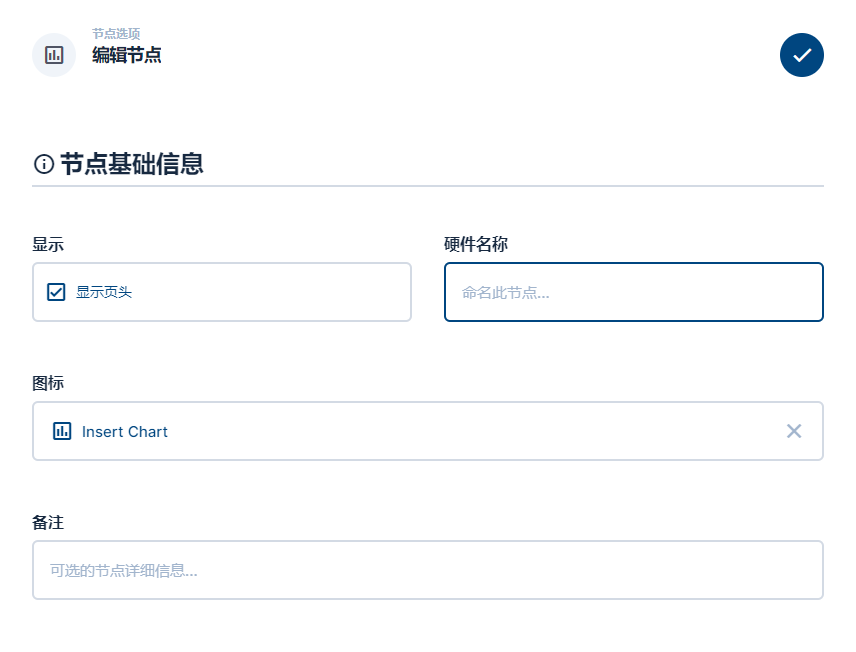 节点选项
编辑节点
节点基础信息
显示
硬件名称
显示页头
命名此节点...
图标
Insert Chart
备注
可选的节点详细信息...